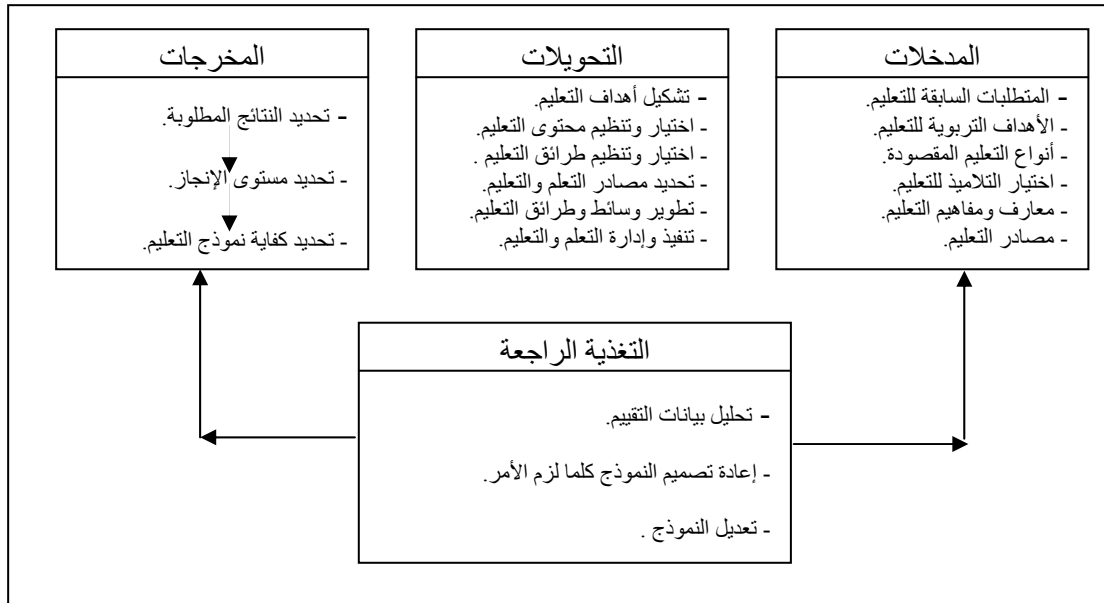 المدخلات
- المتطلبات السابقة للتعليم.
- الأهداف التربوية للتعليم.
- أنواع التعليم المقصودة.
- اختيار التلاميذ للتعليم.
- معارف ومفاهيم التعليم.
- مصادر التعليم.
التحويلات
- تشكيل أهداف التعليم.
- اختيار وتنظيم محتوى التعليم.
- اختيار وتنظيم طرائق التعليم .
- تحديد مصادر التعلم والتعليم.
- تطوير وسائط وطرائق التعليم.
- تنفيذ وإدارة التعلم والتعليم.
المخرجات
- تحديد النتائج المطلوبة.
- تحديد مستوى الإنجاز.
- تحديد كفاية نموذج التعليم.
التغذية الراجعة
- تحليل بيانات التقييم.
- إعادة تصميم النموذج كلما لزم الأمر.
- تعديل النموذج .